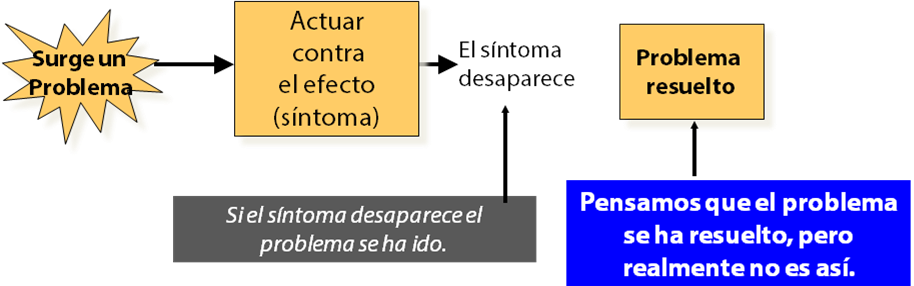 Surge un
Problema
Actuar
contra
el efecto
(síntoma)
El síntoma
desaparece
Problema
resuelto
Si el síntoma desaparece el
problema se ha ido.
Pensamos que el problema
se ha resuelto, pero
realmente no es así.